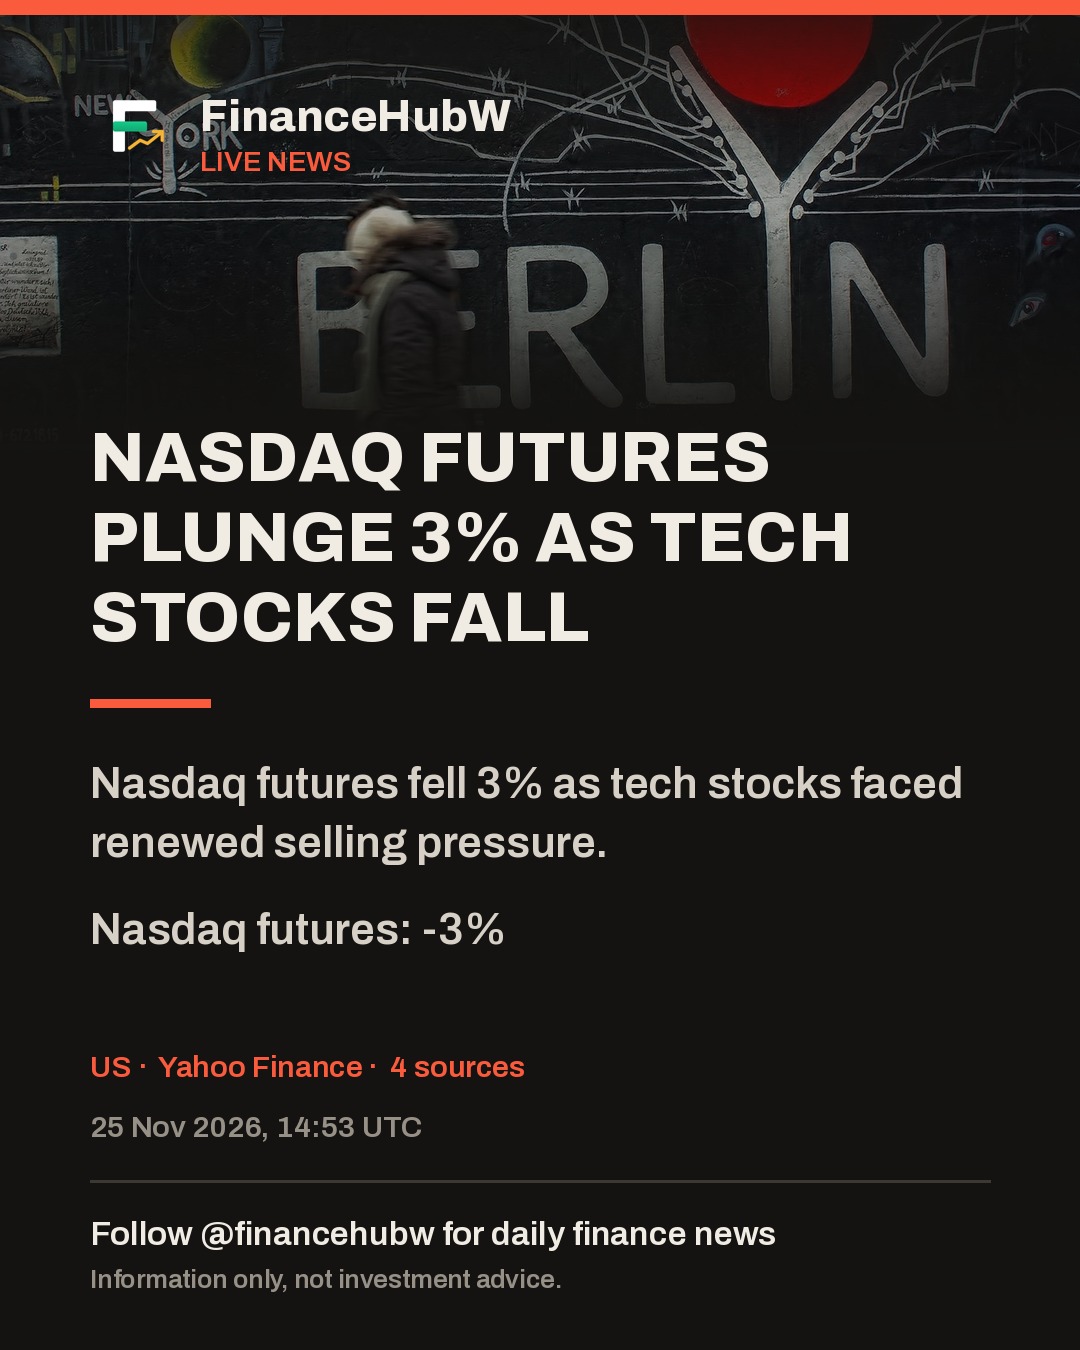 NEW YORK
FinanceHubW
LIVE NEWS
BERLIN
NASDAQ FUTURES
PLUNGE 3% AS TECH
STOCKS FALL
Nasdaq futures fell 3% as tech stocks faced
renewed selling pressure.
Nasdaq futures: -3%
US · Yahoo Finance · 4 sources
25 Nov 2026, 14:53 UTC
Follow @financehubw for daily finance news
Information only, not investment advice.